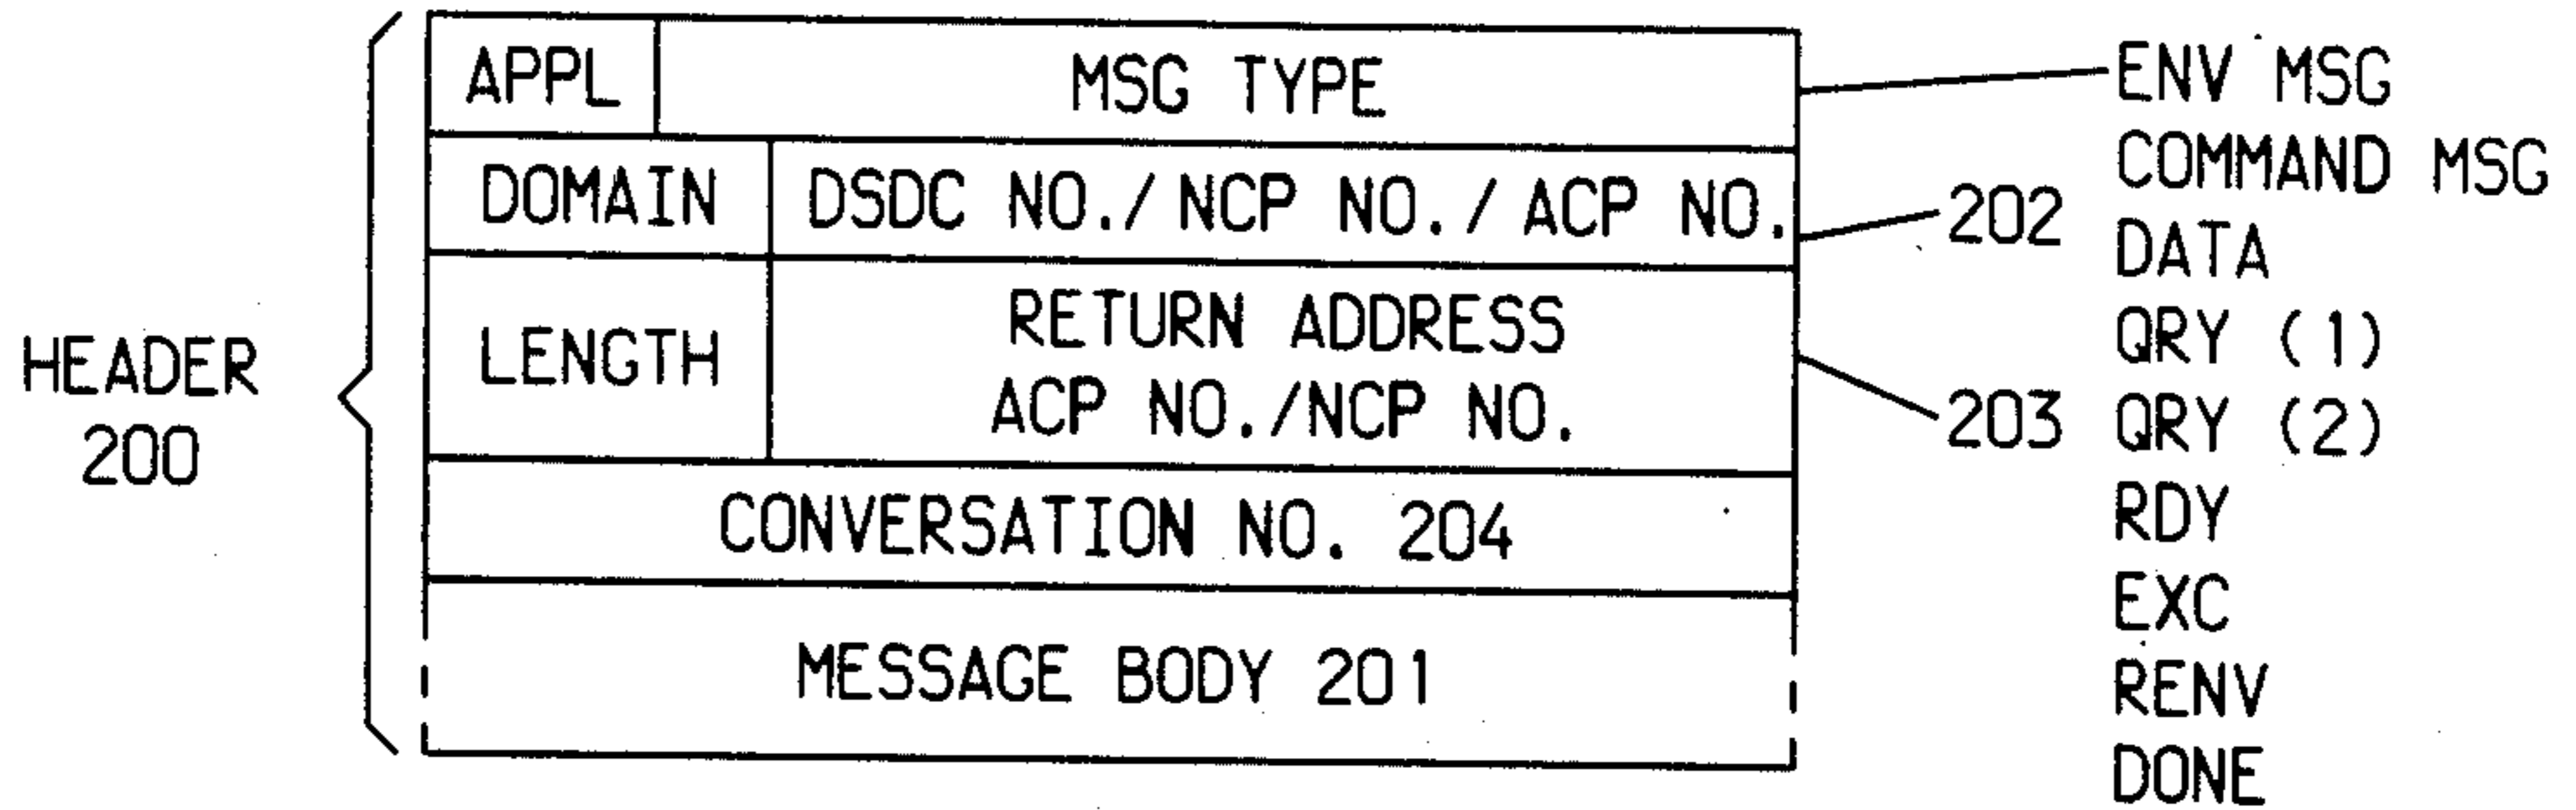 APPL MSG TYPE
DOMAIN DSDC NO./ NCP NO. / ACP NO.
LENGTH RETURN ADDRESS
ACP NO./NCP NO.
CONVERSATION NO. 204
MESSAGE BODY 201
HEADER
200
202
203
ENV MSG
COMMAND MSG
DATA
QRY (1)
QRY (2)
RDY
EXC
RENV
DONE